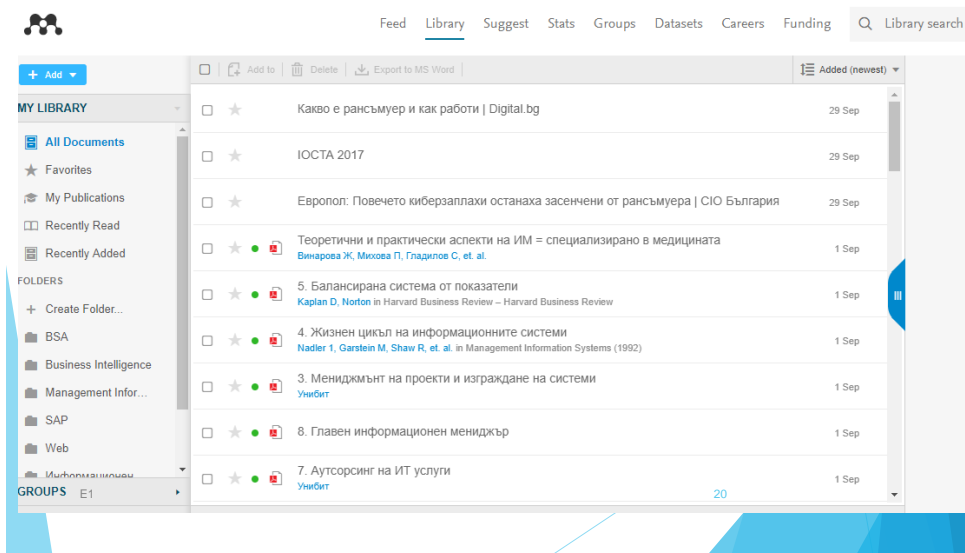 Feed Library Suggest Stats Groups Datasets Careers Funding Library search
+ Add
Add to Delete Export to MS Word Added (newest)
MY LIBRARY
All Documents
Favorites
My Publications
Recently Read
Recently Added
FOLDERS
+ Create Folder...
BSA
Business Intelligence
Management Infor...
SAP
Web
Информационен
GROUPS E1
Какво е рансъмуер и как работи | Digital.bg 29 Sep
IOCTA 2017 29 Sep
Европол: Повечето киберзаплахи останаха засенчени от рансъмуера | CIO България 29 Sep
Теоретични и практически аспекти на ИМ = специализирано в медицината
Винарова Ж, Михова П, Гладилов С, et. al. 1 Sep
5. Балансирана система от показатели
Kaplan D, Norton in Harvard Business Review – Harvard Business Review 1 Sep
4. Жизнен цикъл на информационните системи
Nadler 1, Garstein M, Shaw R, et. al. in Management Information Systems (1992) 1 Sep
3. Мениджмънт на проекти и изграждане на системи
Унибит 1 Sep
8. Главен информационен мениджър 1 Sep
7. Аутсорсинг на ИТ услуги
Унибит 1 Sep
20